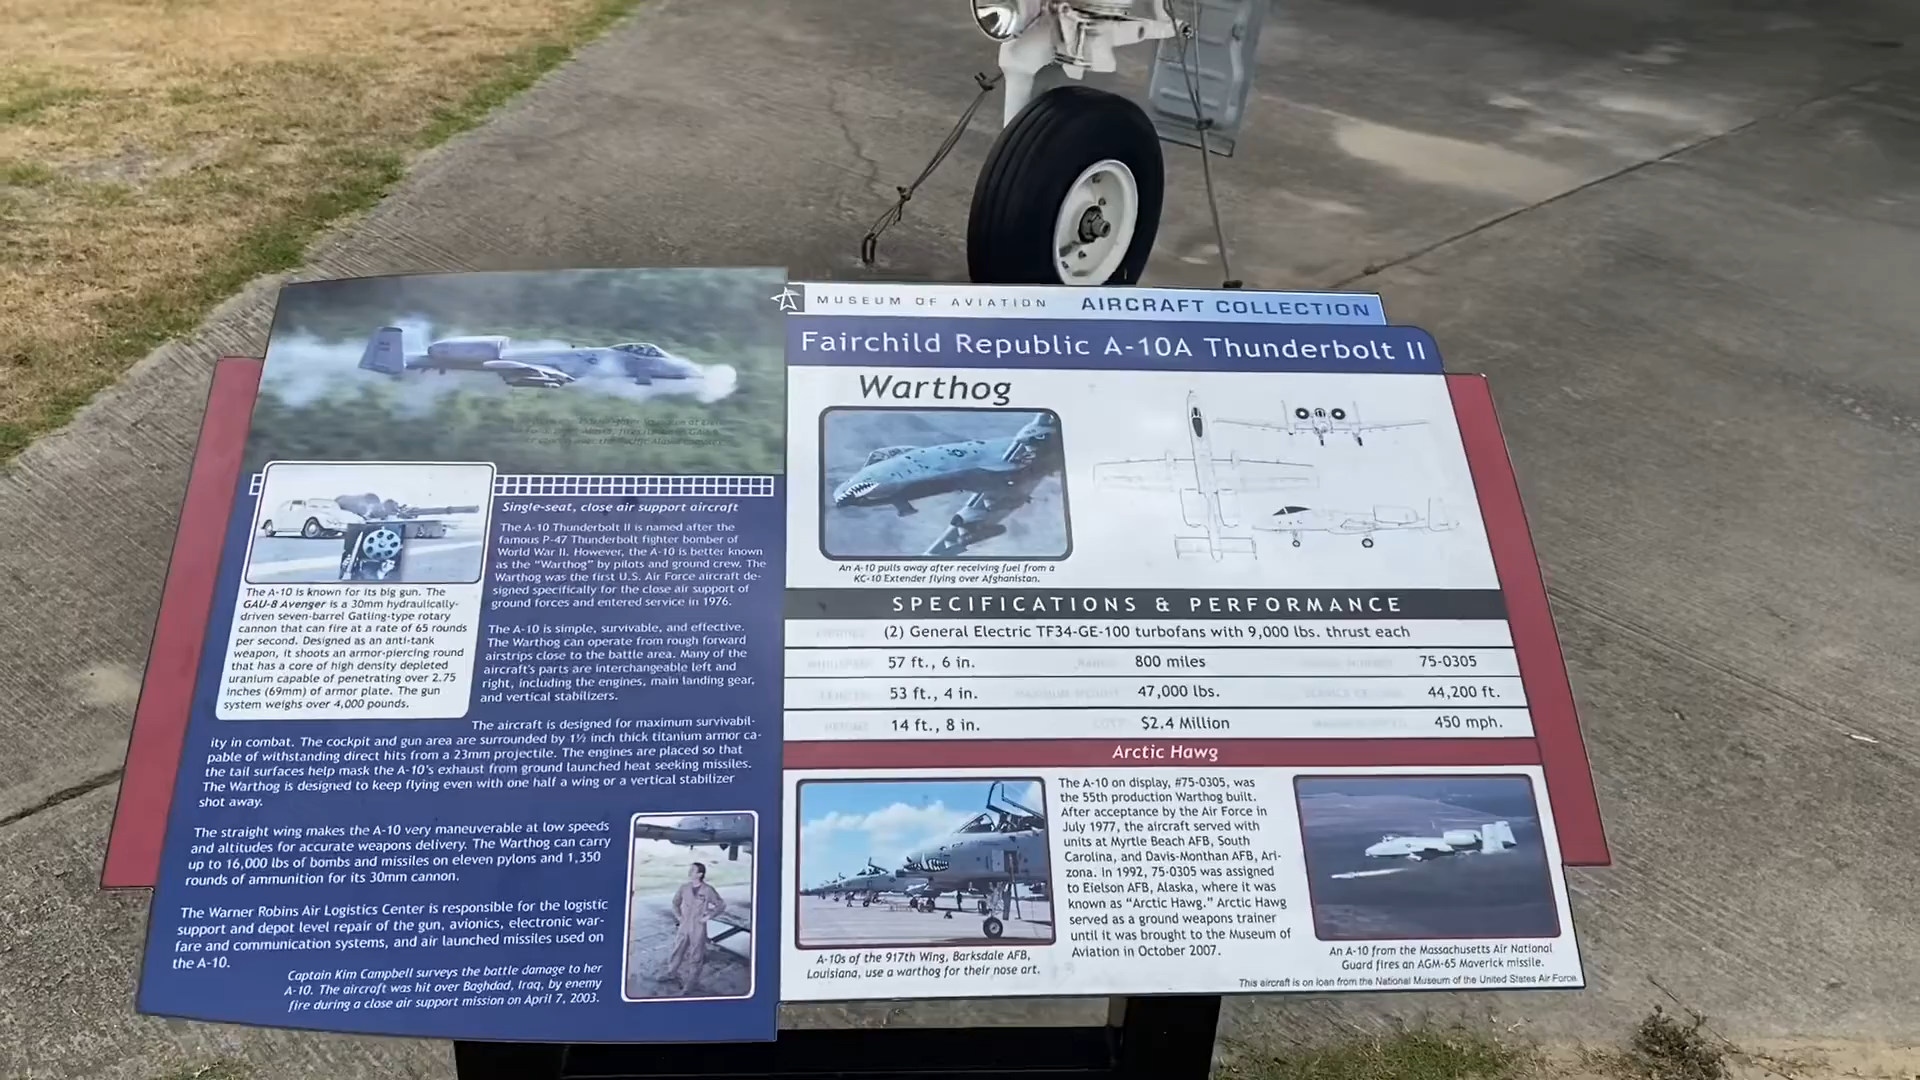 MUSEUM OF AVIATION AIRCRAFT COLLECTION
Fairchild Republic A-10A Thunderbolt II
Single-seat, close air support aircraft
The A-10 Thunderbolt II is named after the
famous P-47 Thunderbolt fighter bomber of
World War II. However, the A-10 is better known
as the "Warthog" by pilots and ground crew. The
Warthog was the first U.S. Air Force aircraft de-
signed specifically for the close air support of
ground forces and entered service in 1976.
The A-10 is known for its big gun. The
GAU-8 Avenger is a 30mm hydraulically-
driven seven-barrel Gatling-type rotary
cannon that can fire at a rate of 65 rounds
per second. Designed as an anti-tank
weapon, it shoots an armor-piercing round
that has a core of high density depleted
uranium capable of penetrating over 2.75
inches (69mm) of armor plate. The gun
system weighs over 4,000 pounds.
The A-10 is simple, survivable, and effective.
The Warthog can operate from rough forward
airstrips close to the battle area. Many of the
aircraft's parts are interchangeable left and
right, including the engines, main landing gear,
and vertical stabilizers.
The aircraft is designed for maximum survivabil-
ity in combat. The cockpit and gun area are surrounded by 1½ inch thick titanium armor ca-
pable of withstanding direct hits from a 23mm projectile. The engines are placed so that
the tail surfaces help mask the A-10's exhaust from ground launched heat seeking missiles.
The Warthog is designed to keep flying even with one half a wing or a vertical stabilizer
shot away.
The straight wing makes the A-10 very maneuverable at low speeds
and altitudes for accurate weapons delivery. The Warthog can carry
up to 16,000 lbs of bombs and missiles on eleven pylons and 1,350
rounds of ammunition for its 30mm cannon.
The Warner Robins Air Logistics Center is responsible for the logistic
support and depot level repair of the gun, avionics, electronic war-
fare and communication systems, and air launched missiles used on
the A-10.
Captain Kim Campbell surveys the battle damage to her
A-10. The aircraft was hit over Baghdad, Iraq, by enemy
fire during a close air support mission on April 7, 2003.
Warthog
An A-10 pulls away after receiving fuel from a
KC-10 Extender flying over Afghanistan.
SPECIFICATIONS & PERFORMANCE
(2) General Electric TF34-GE-100 turbofans with 9,000 lbs. thrust each
57 ft., 6 in. 800 miles 75-0305
53 ft., 4 in. 47,000 lbs. 44,200 ft.
14 ft., 8 in. $2.4 Million 450 mph.
Arctic Hawg
The A-10 on display, #75-0305, was
the 55th production Warthog built.
After acceptance by the Air Force in
July 1977, the aircraft served with
units at Myrtle Beach AFB, South
Carolina, and Davis-Monthan AFB, Ari-
zona. In 1992, 75-0305 was assigned
to Eielson AFB, Alaska, where it was
known as "Arctic Hawg." Arctic Hawg
served as a ground weapons trainer
until it was brought to the Museum of
Aviation in October 2007.
A-10s of the 917th Wing, Barksdale AFB,
Louisiana, use a warthog for their nose art.
An A-10 from the Massachusetts Air National
Guard fires an AGM-65 Maverick missile.
This aircraft is on loan from the National Museum of the United States Air Force.